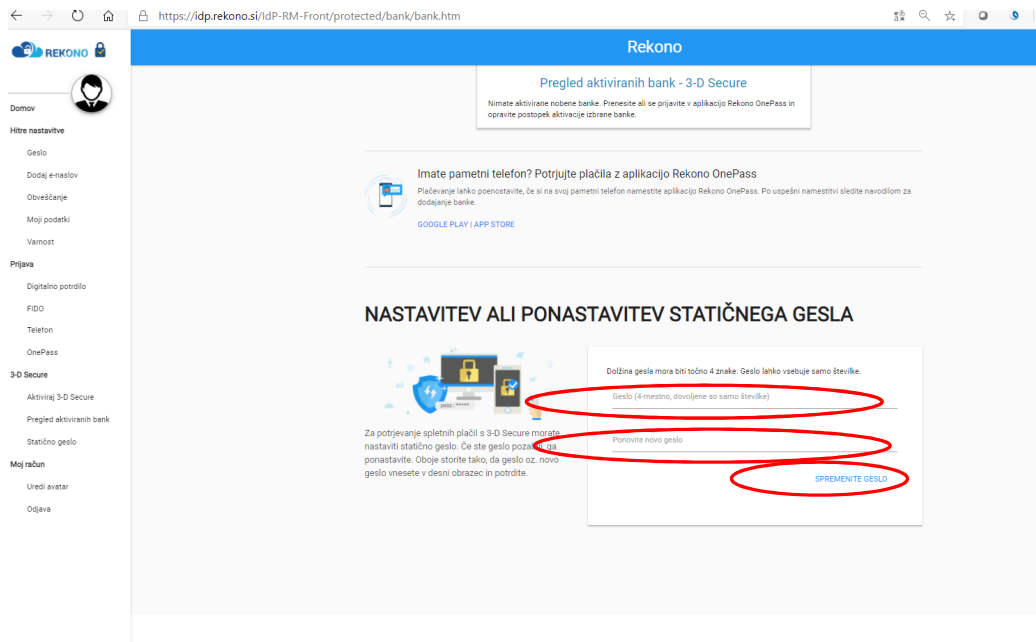 https://idp.rekono.si/IdP-RM-Front/protected/bank/bank.htm
REKONO
Rekono
Domov
Hitre nastavitve
Geslo
Dodaj e-naslov
Obveščanje
Moji podatki
Varnost
Prijava
Digitalno potrdilo
FIDO
Telefon
OnePass
3-D Secure
Aktiviraj 3-D Secure
Pregled aktiviranih bank
Statično geslo
Moj račun
Uredi avatar
Odjava
Pregled aktiviranih bank - 3-D Secure
Nimate aktivirane nobene banke. Prenesite ali se prijavite v aplikacijo Rekono OnePass in
opravite postopek aktivacije izbrane banke.
Imate pametni telefon? Potrjujte plačila z aplikacijo Rekono OnePass
Plačevanje lahko poenostavite, če si na svoj pametni telefon namestite aplikacijo Rekono OnePass. Po uspešni namestitvi sledite navodilom za
dodajanje banke.
GOOGLE PLAY | APP STORE
NASTAVITEV ALI PONASTAVITEV STATIČNEGA GESLA
pass: *****
Za potrjevanje spletnih plačil s 3-D Secure morate
nastaviti statično geslo. Če ste geslo pozabili, ga
ponastavite. Oboje storite tako, da geslo oz. novo
geslo vnesete v desni obrazec in potrdite.
Dolžina gesla mora biti točno 4 znake. Geslo lahko vsebuje samo številke.
Geslo (4-mestno, dovoljene so samo številke)
Ponovite novo geslo
SPREMENITE GESLO